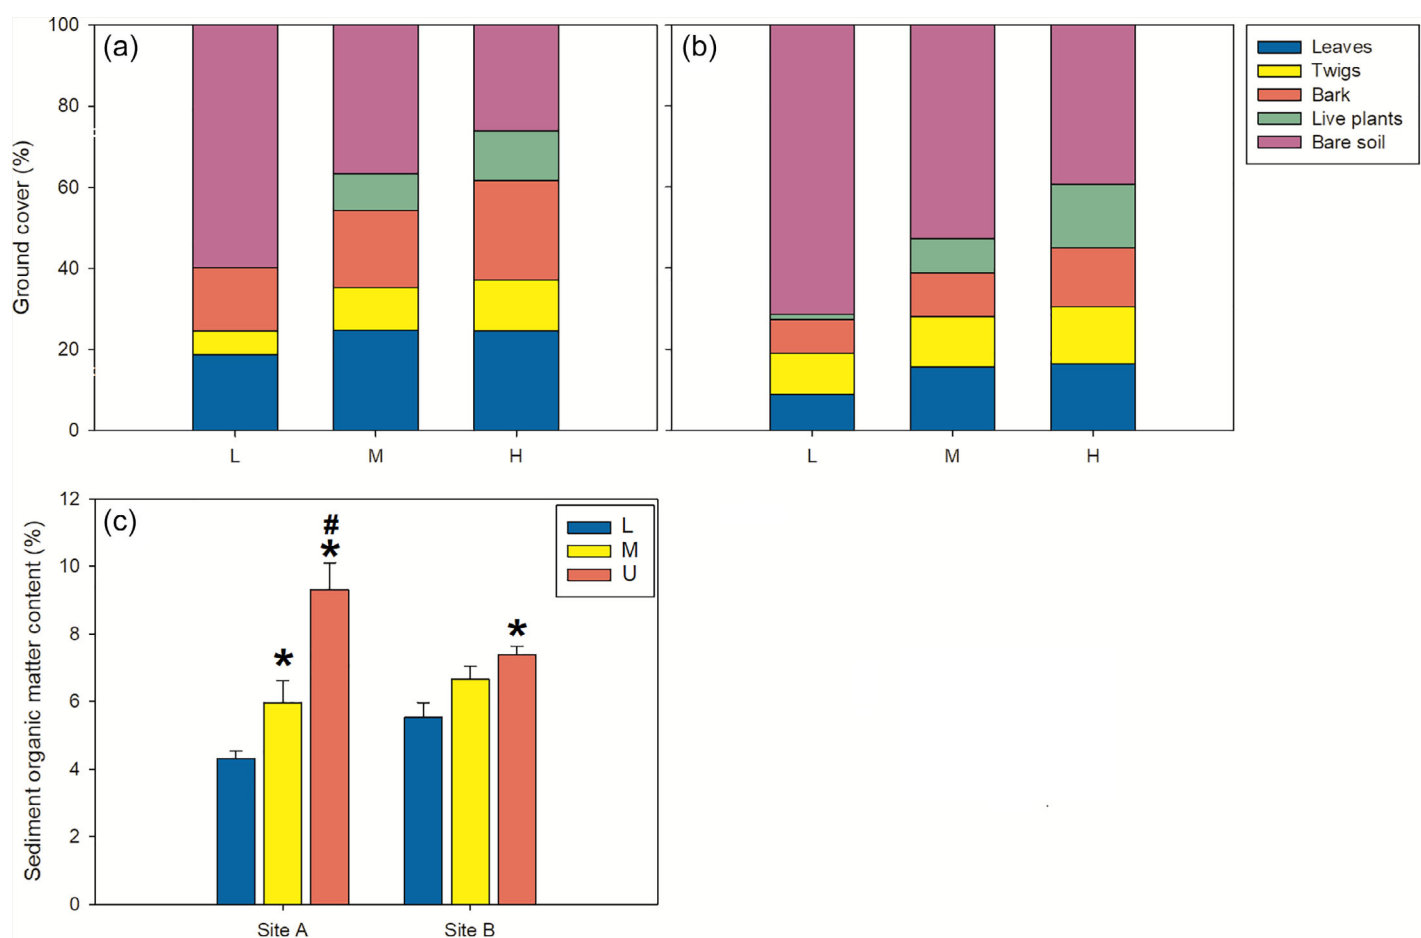 (a)
(b)
Ground cover (%)
100
80
60
40
20
0
L
M
H
L
M
H
Leaves
Twigs
Bark
Live plants
Bare soil
(c)
Sediment organic matter content (%)
12
10
8
6
4
2
0
#
*
*
*
L
M
U
Site A
Site B